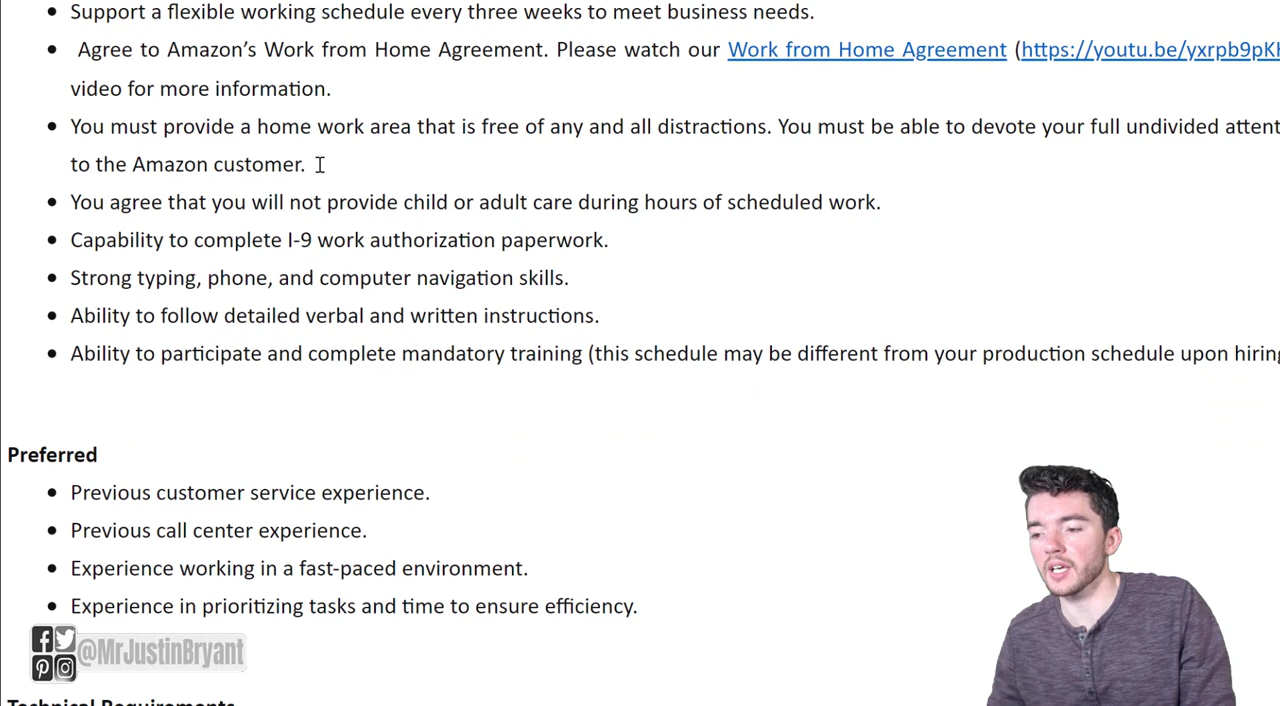 Support a flexible working schedule every three weeks to meet business needs.
Agree to Amazon's Work from Home Agreement. Please watch our Work from Home Agreement (https://youtu.be/yxrpb9pK
video for more information.
You must provide a home work area that is free of any and all distractions. You must be able to devote your full undivided attent
to the Amazon customer.
You agree that you will not provide child or adult care during hours of scheduled work.
Capability to complete I-9 work authorization paperwork.
Strong typing, phone, and computer navigation skills.
Ability to follow detailed verbal and written instructions.
Ability to participate and complete mandatory training (this schedule may be different from your production schedule upon hiring
Preferred
Previous customer service experience.
Previous call center experience.
Experience working in a fast-paced environment.
Experience in prioritizing tasks and time to ensure efficiency.
@MrJustinBryant
Technical Requirements